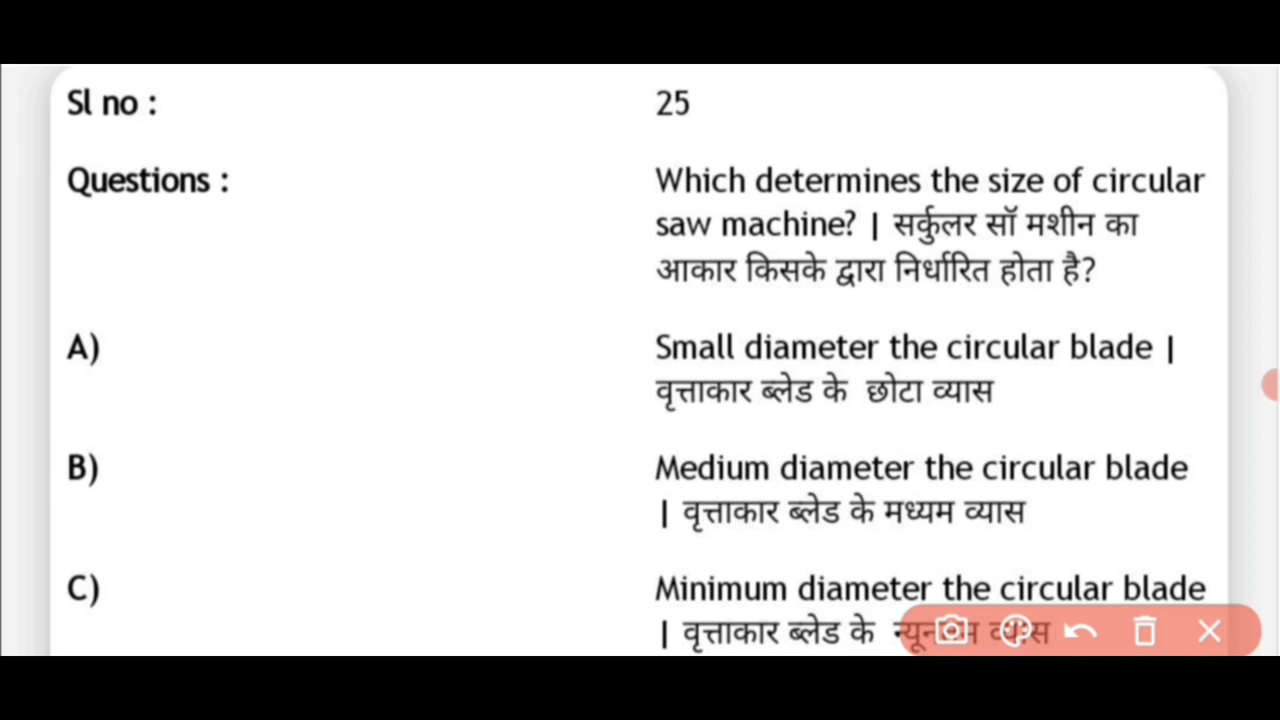 Sl no : 25
Questions : Which determines the size of circular
saw machine? | सर्कुलर सॉ मशीन का
आकार किसके द्वारा निर्धारित होता है?
A) Small diameter the circular blade |
वृत्ताकार ब्लेड के छोटा व्यास
B) Medium diameter the circular blade
| वृत्ताकार ब्लेड के मध्यम व्यास
C) Minimum diameter the circular blade
| वृत्ताकार ब्लेड के न्यूनतम व्यास